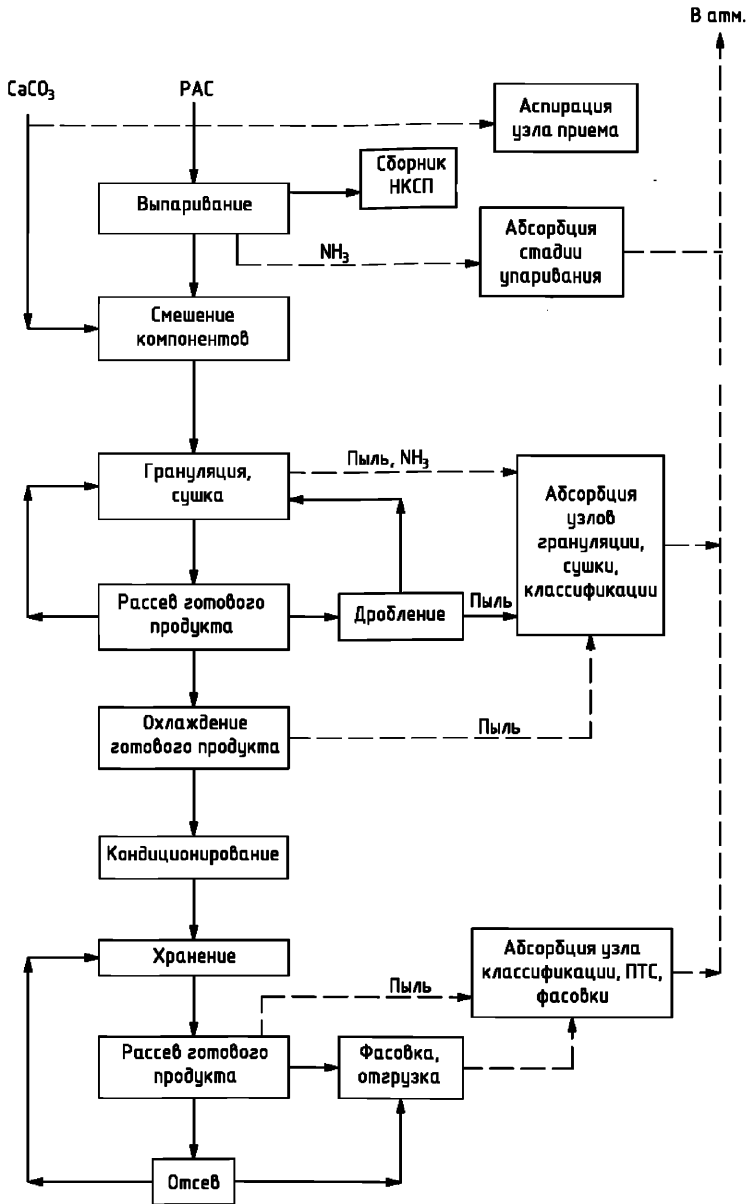 В атм.
CaCO₃
РАС
Аспирация
узла приема
Сборник
НКСП
Выпаривание
Абсорбция
стадии
упаривания
NH₃
Смешение
компонентов
Грануляция,
сушка
Пыль, NH₃
Абсорбция
узлов
грануляции,
сушки,
классификации
Рассев готового
продукта
Дробление
Пыль
Охлаждение
готового продукта
Пыль
Кондиционирование
Хранение
Абсорбция узла
классификации, ПТС,
фасовки
Пыль
Рассев готового
продукта
Фасовка,
отгрузка
Отсев